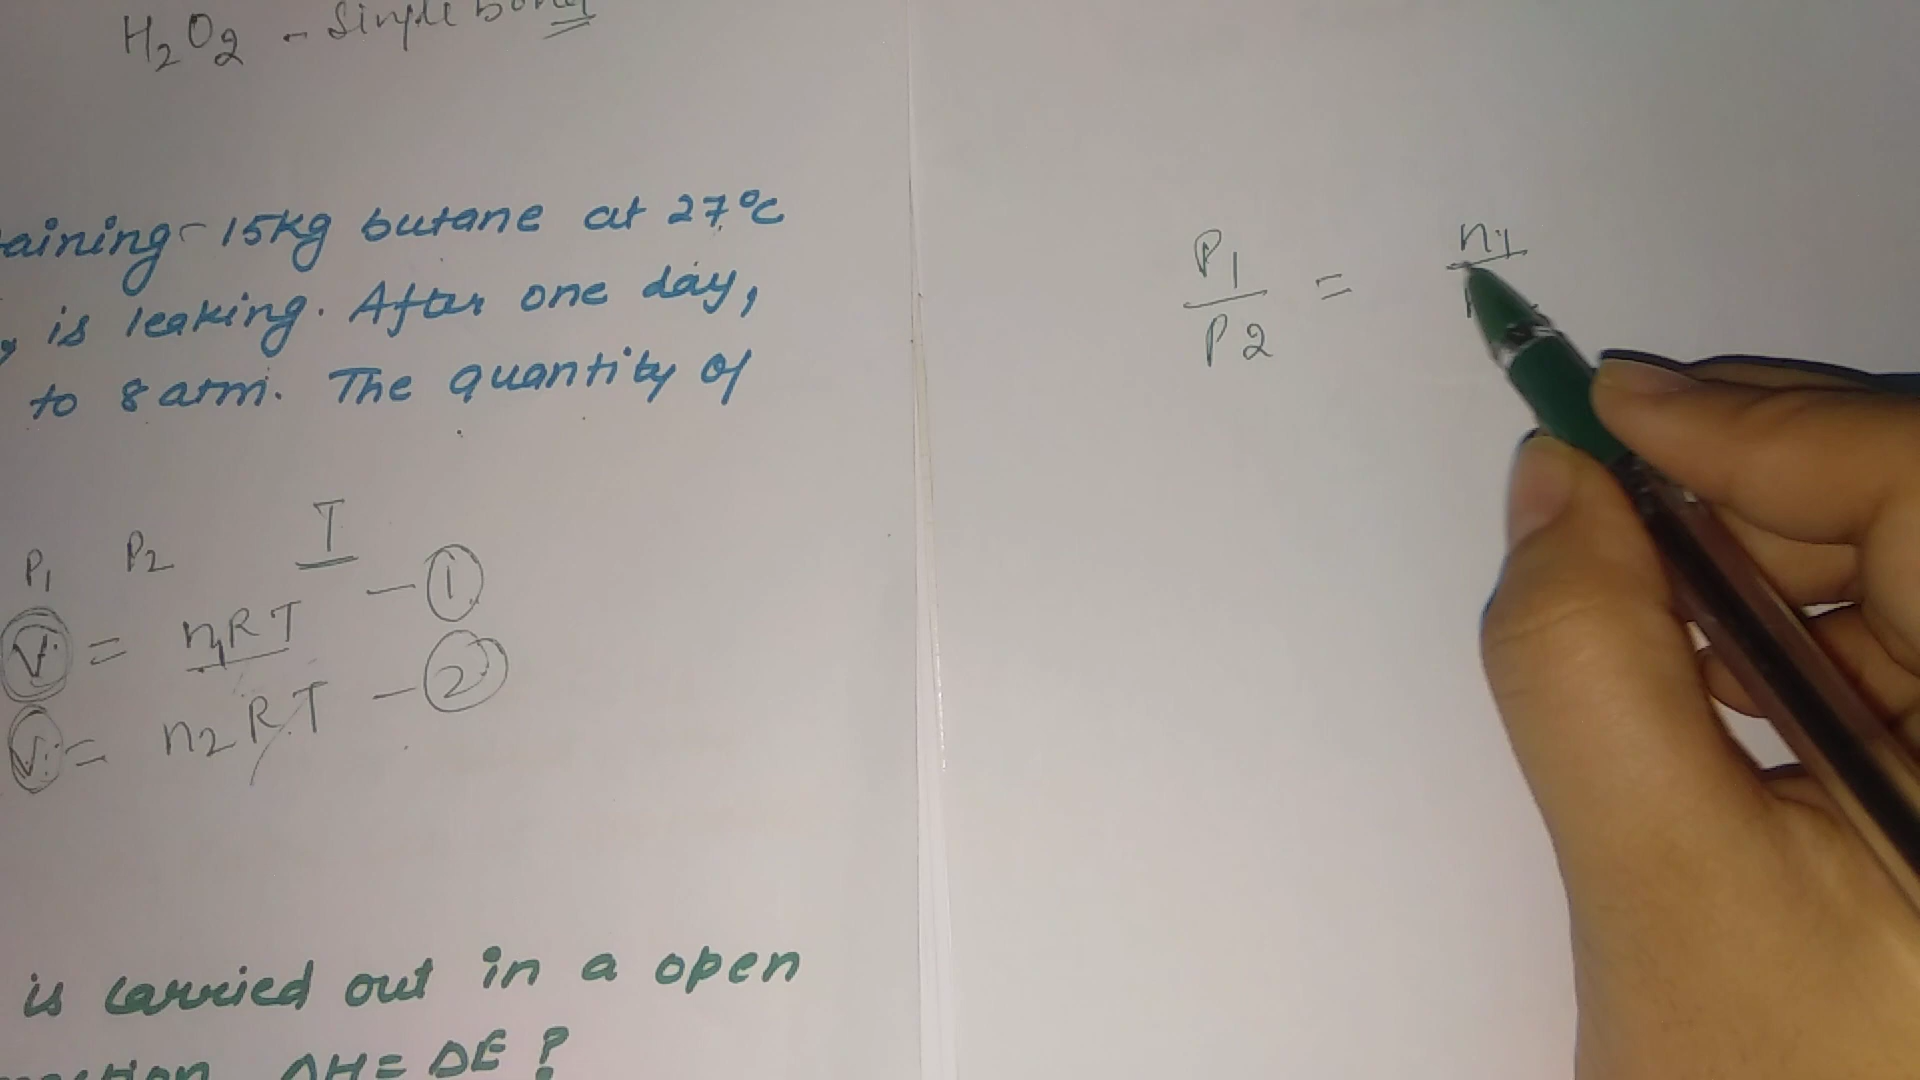 H2O2 - Single bond
taining - 15kg butane at 27°C
is leaking. After one day,
to 8 atm. The quantity of
P1 P2 T
V = n1RT - 1
V = n2RT - 2
is carried out in a open
ΔH = ΔE ?
P1
P2
=
n1